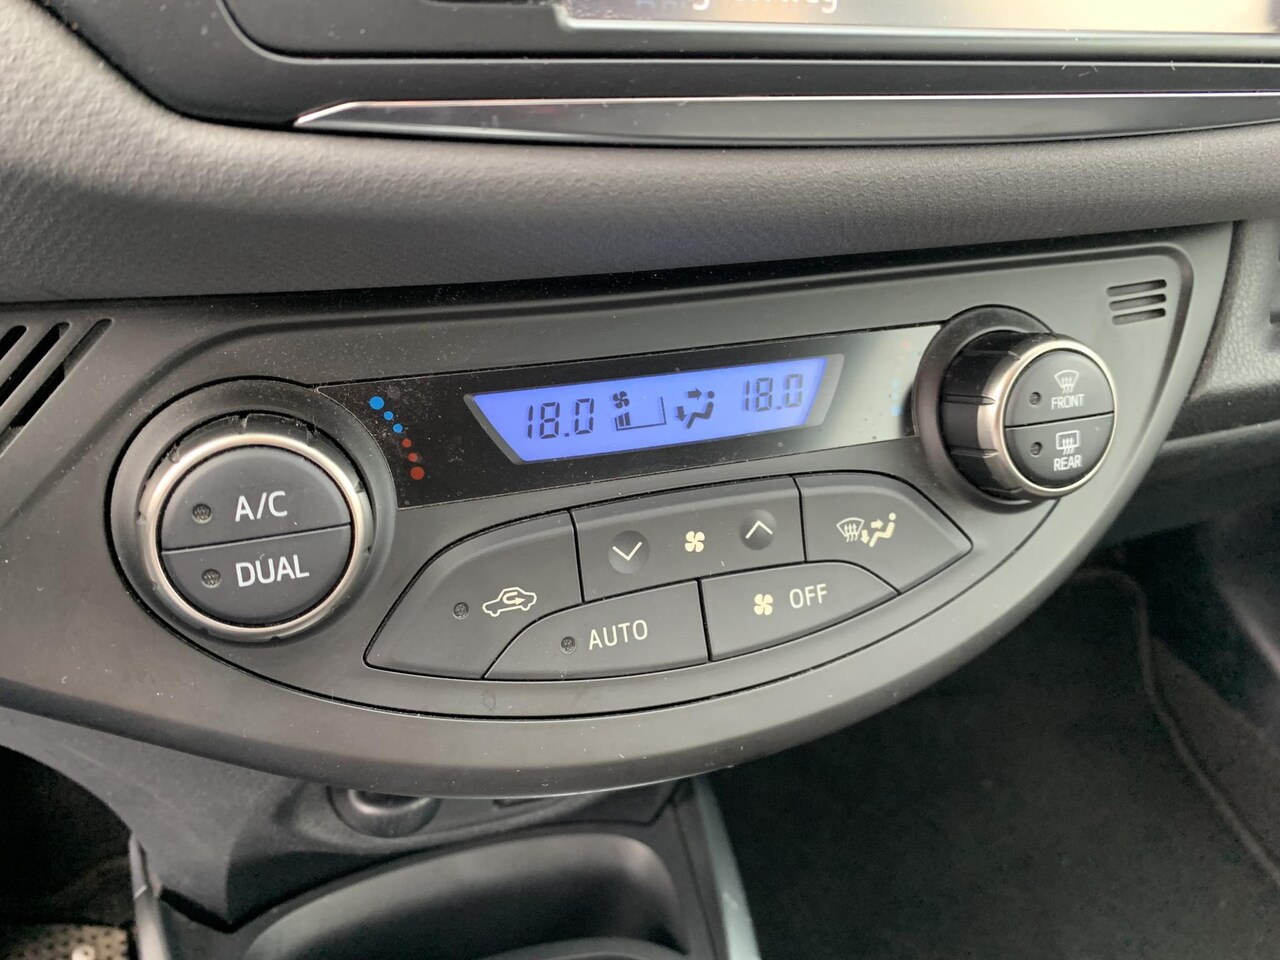 18.0
18.0
FRONT
REAR
A/C
DUAL
AUTO
OFF